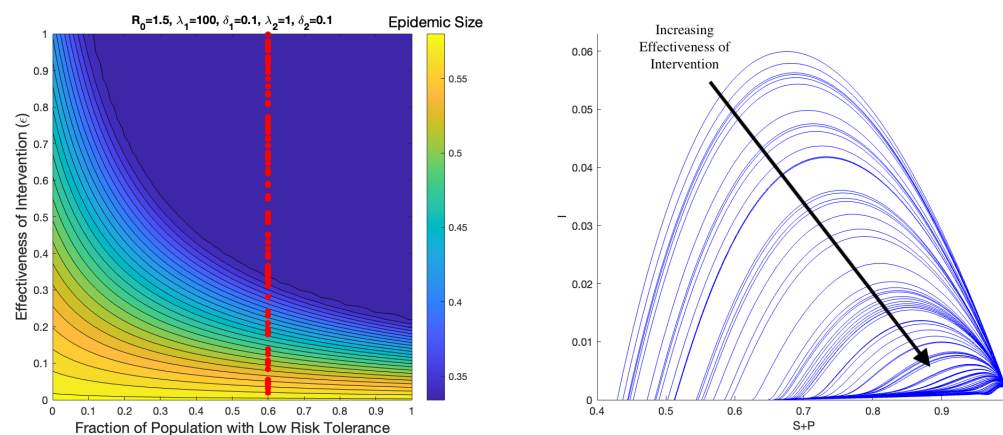 R₀=1.5, λ₁=100, δ₁=0.1, λ₂=1, δ₂=0.1
Epidemic Size
1
0.9
0.8
0.7
0.6
0.5
0.4
0.3
0.2
0.1
0
Effectiveness of Intervention (ϵ)
0 0.1 0.2 0.3 0.4 0.5 0.6 0.7 0.8 0.9 1
Fraction of Population with Low Risk Tolerance
0.55
0.5
0.45
0.4
0.35
Increasing
Effectiveness of
Intervention
0.06
0.05
0.04
0.03
0.02
0.01
0
I
0.4 0.5 0.6 0.7 0.8 0.9
S+P